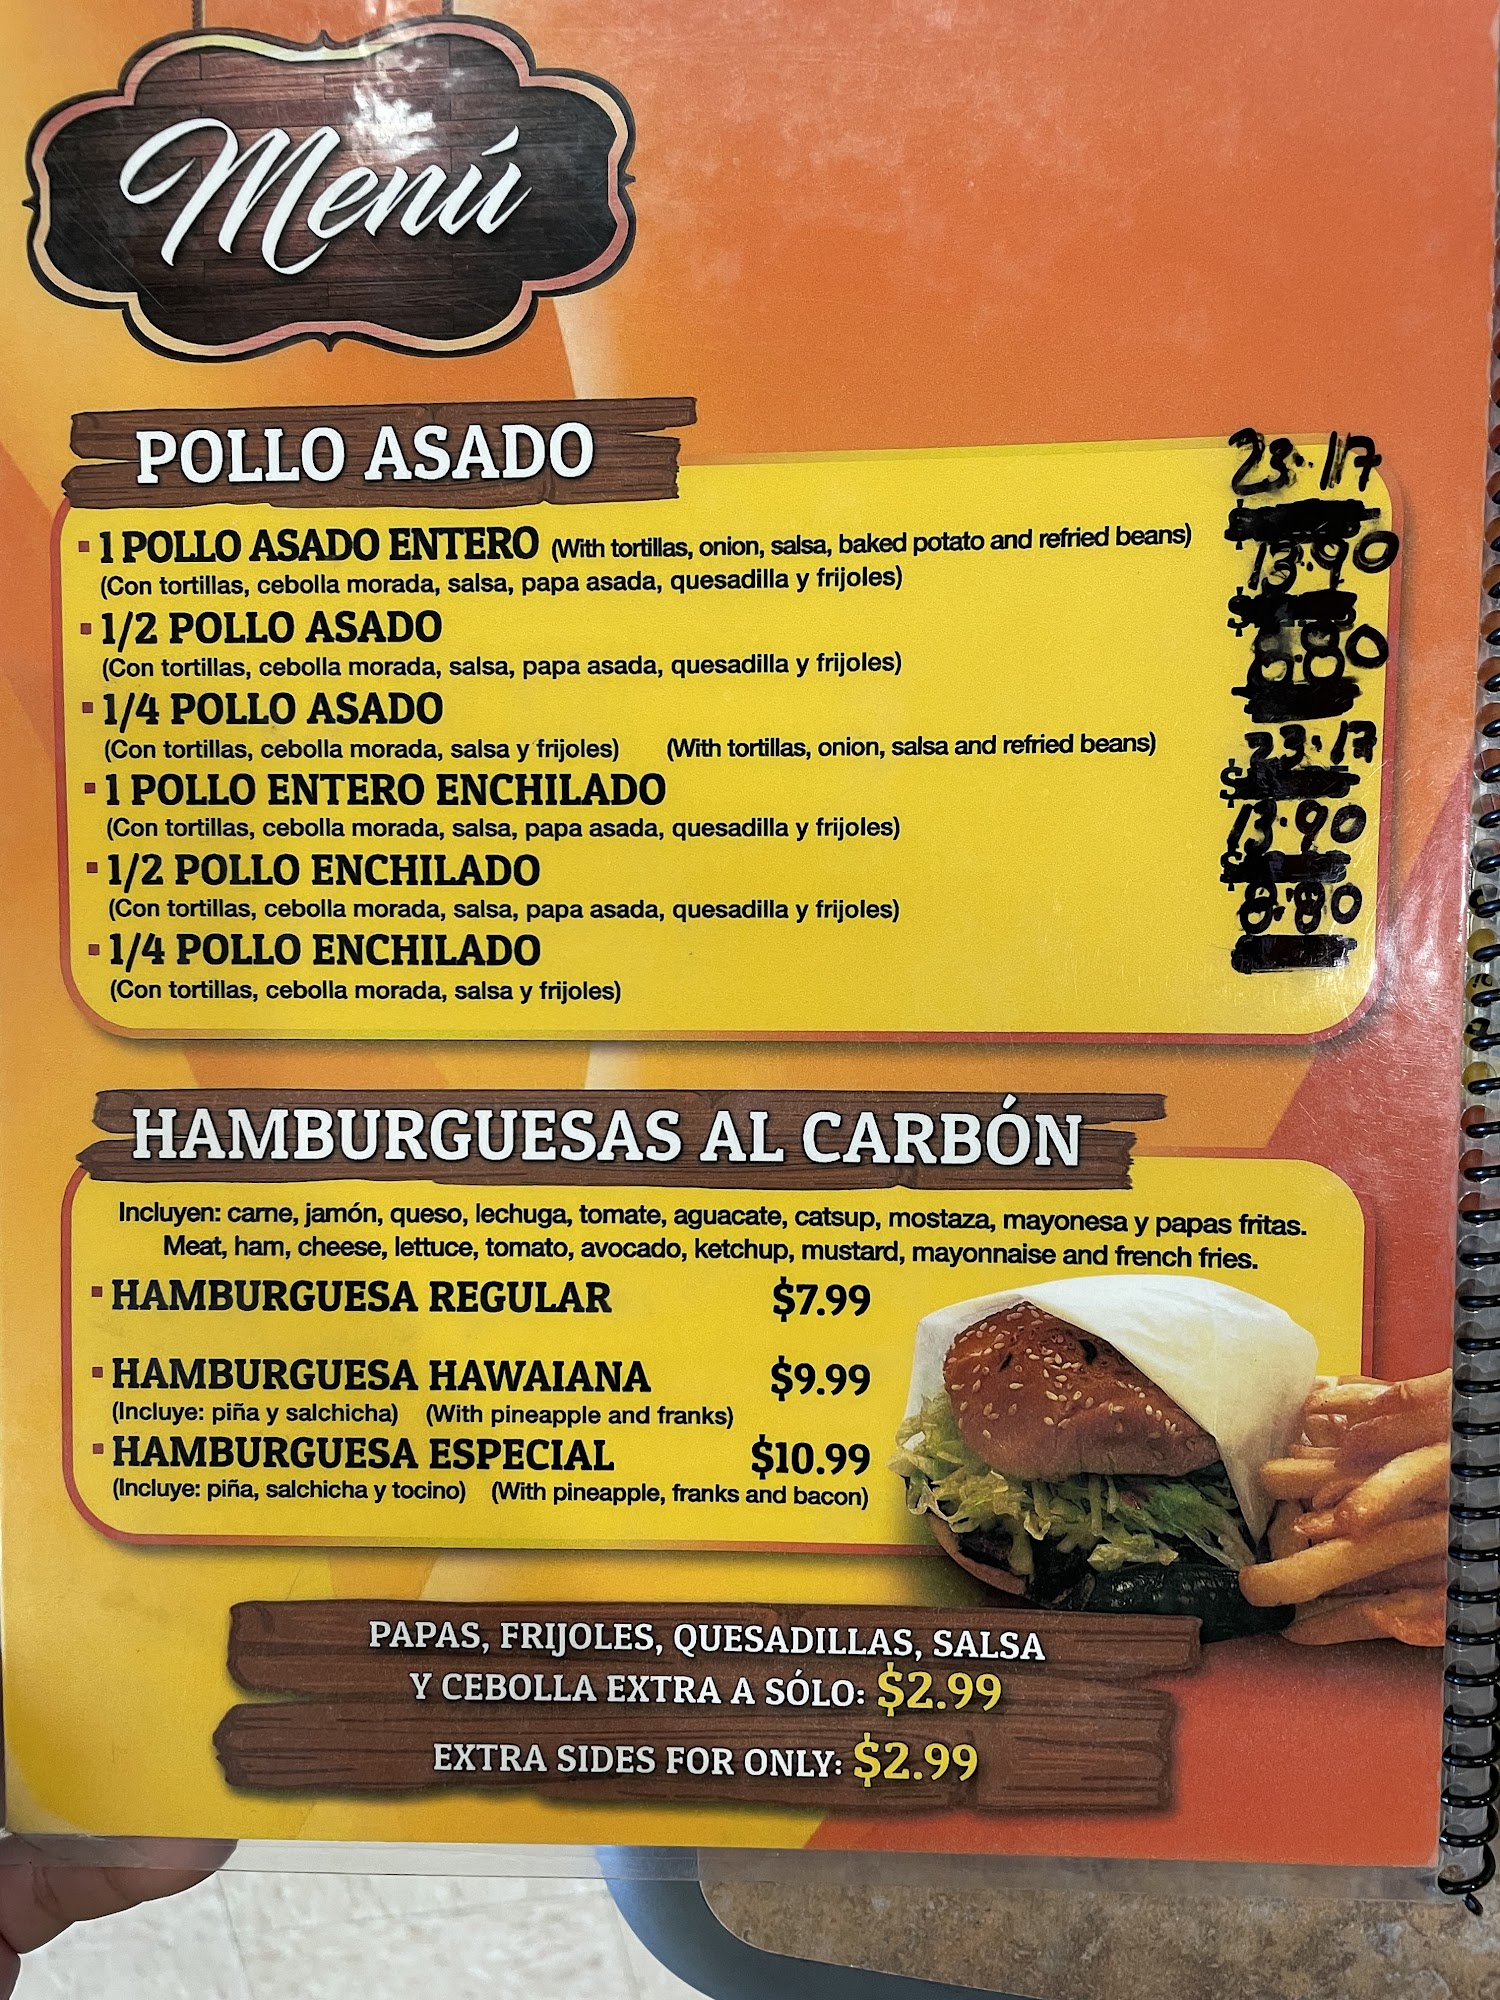 Menú
POLLO ASADO
23.17
1 POLLO ASADO ENTERO (With tortillas, onion, salsa, baked potato and refried beans)
$
13.90
(Con tortillas, cebolla morada, salsa, papa asada, quesadilla y frijoles)
1/2 POLLO ASADO
$
8.80
(Con tortillas, cebolla morada, salsa, papa asada, quesadilla y frijoles)
1/4 POLLO ASADO
(Con tortillas, cebolla morada, salsa y frijoles) (With tortillas, onion, salsa and refried beans)
23.17
1 POLLO ENTERO ENCHILADO
$
(Con tortillas, cebolla morada, salsa, papa asada, quesadilla y frijoles)
13.90
1/2 POLLO ENCHILADO
$
(Con tortillas, cebolla morada, salsa, papa asada, quesadilla y frijoles)
8.80
1/4 POLLO ENCHILADO
(Con tortillas, cebolla morada, salsa y frijoles)
HAMBURGUESAS AL CARBÓN
Incluyen: carne, jamón, queso, lechuga, tomate, aguacate, catsup, mostaza, mayonesa y papas fritas.
Meat, ham, cheese, lettuce, tomato, avocado, ketchup, mustard, mayonnaise and french fries.
HAMBURGUESA REGULAR $7.99
HAMBURGUESA HAWAIANA $9.99
(Incluye: piña y salchicha) (With pineapple and franks)
HAMBURGUESA ESPECIAL $10.99
(Incluye: piña, salchicha y tocino) (With pineapple, franks and bacon)
PAPAS, FRIJOLES, QUESADILLAS, SALSA
Y CEBOLLA EXTRA A SÓLO: $2.99
EXTRA SIDES FOR ONLY: $2.99